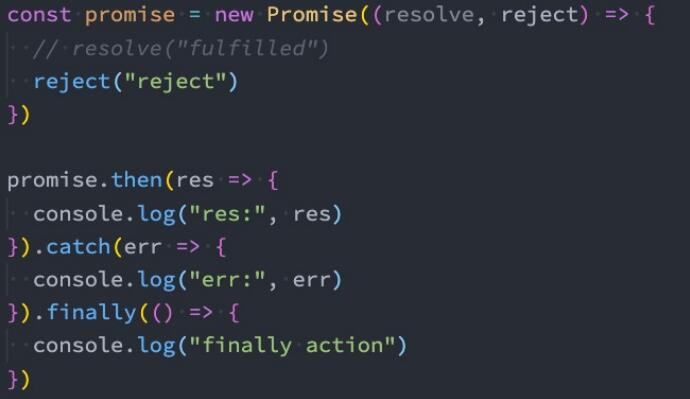 const promise = new Promise((resolve, reject) => {
  // resolve("fulfilled")
  reject("reject")
})

promise.then(res => {
  console.log("res:", res)
}).catch(err => {
  console.log("err:", err)
}).finally(() => {
  console.log("finally action")
})